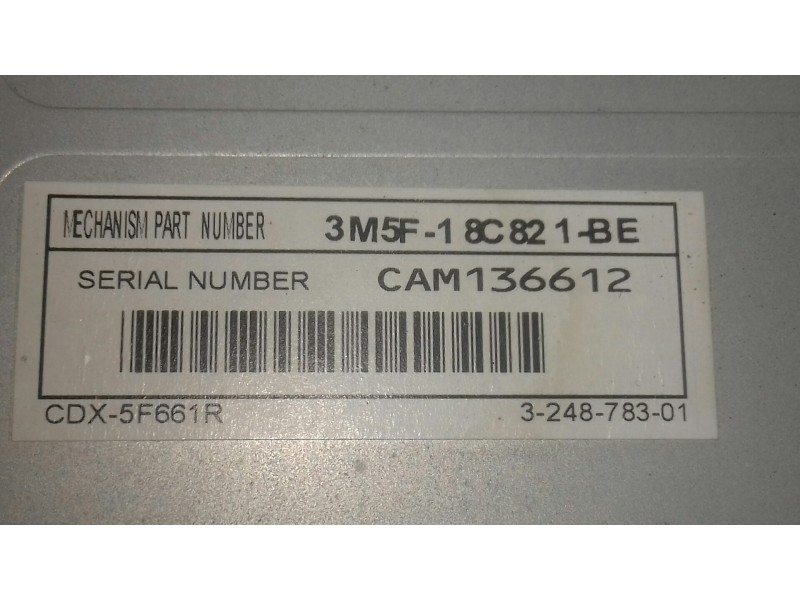 MECHANISM PART NUMBER 3M5F-18C821-BE
SERIAL NUMBER CAM136612
CDX-5F661R 3-248-783-01